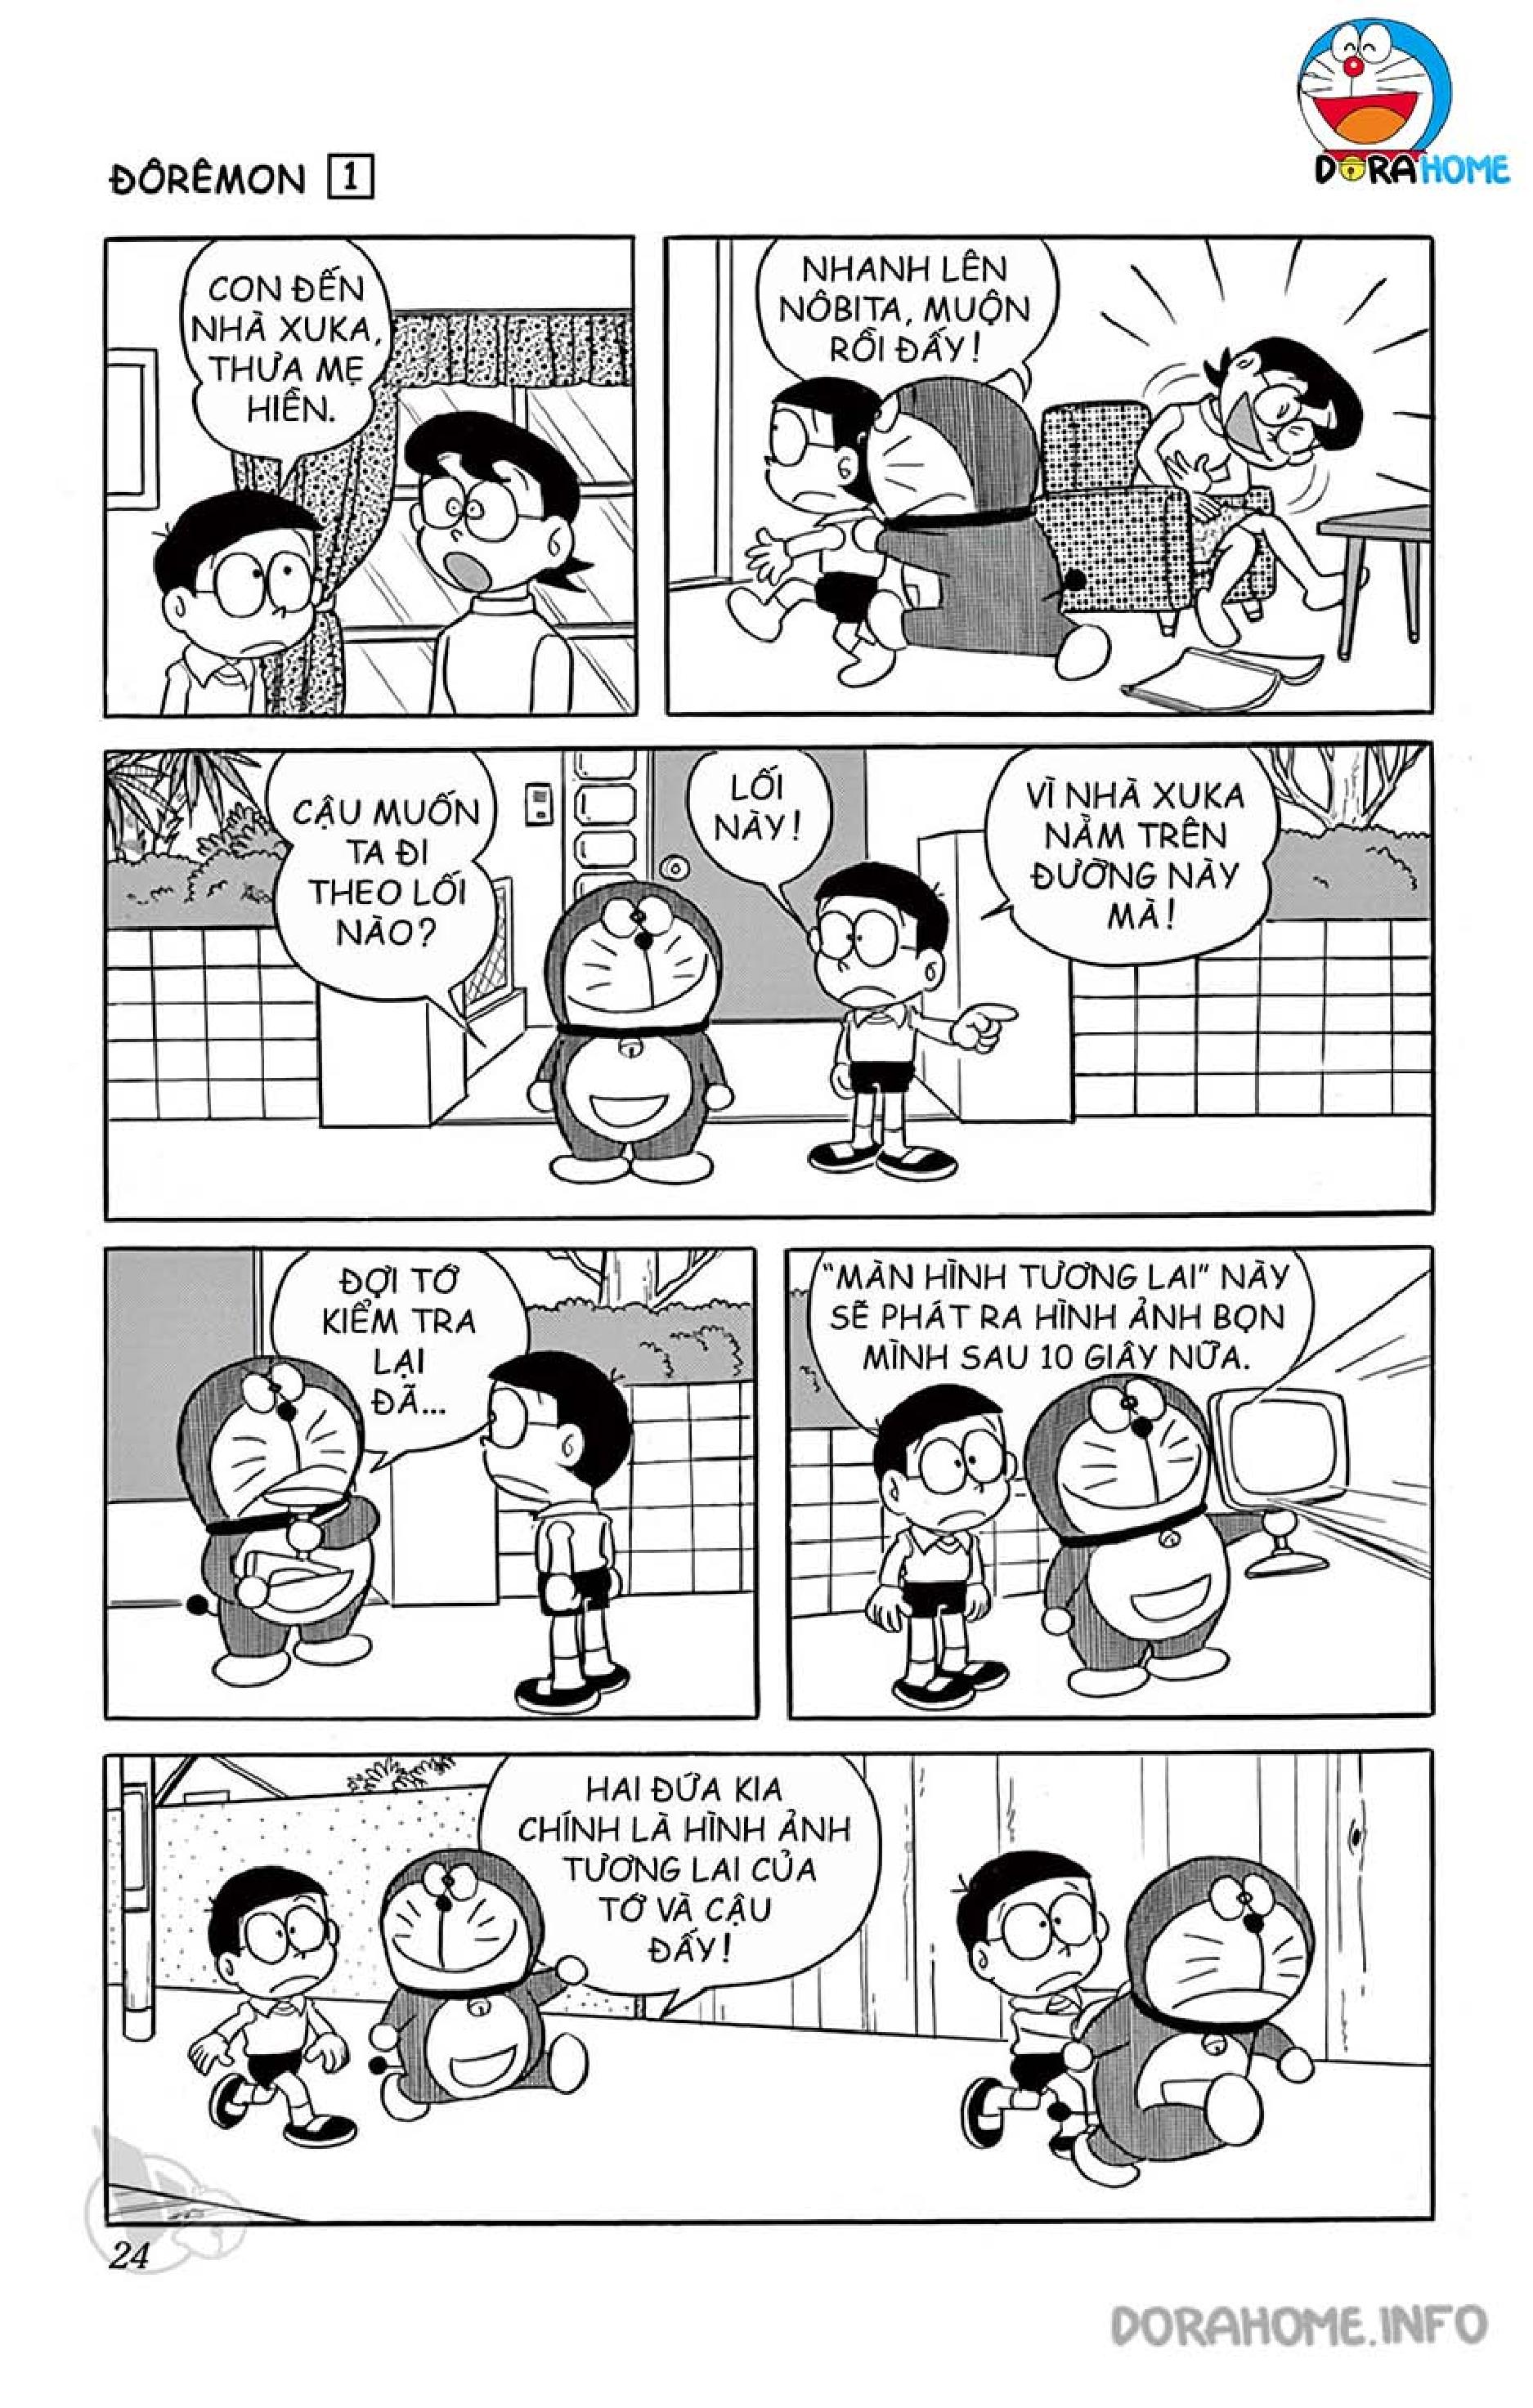 DORAHOME
ĐÔRÊMON 1
CON ĐẾN
NHÀ XUKA,
THƯA MẸ
HIỀN.
NHANH LÊN
NÔBITA, MUỘN
RỒI ĐẤY!
CẬU MUỐN
TA ĐI
THEO LỐI
NÀO?
LỐI
NÀY!
VÌ NHÀ XUKA
NẰM TRÊN
ĐƯỜNG NÀY
MÀ!
ĐỢI TỚ
KIỂM TRA
LẠI
ĐÃ...
“MÀN HÌNH TƯƠNG LAI” NÀY
SẼ PHÁT RA HÌNH ẢNH BỌN
MÌNH SAU 10 GIÂY NỮA.
HAI ĐỨA KIA
CHÍNH LÀ HÌNH ẢNH
TƯƠNG LAI CỦA
TỚ VÀ CẬU
ĐẤY!
24
DORAHOME.INFO